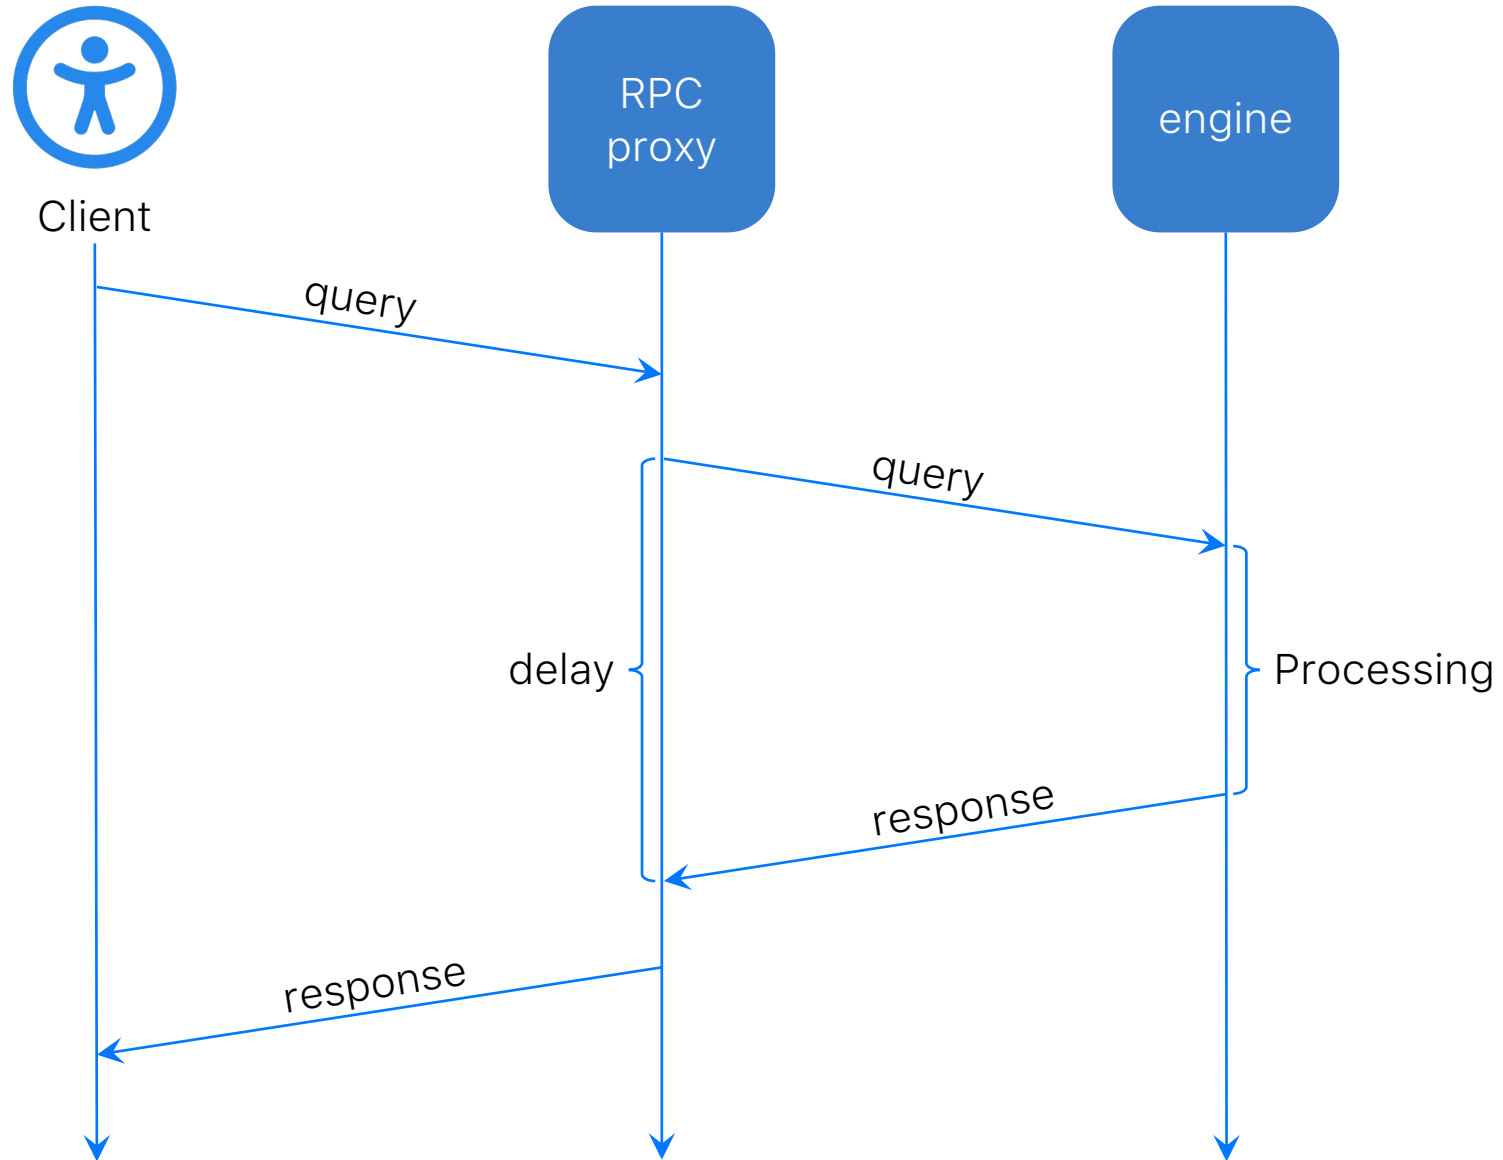 RPC
proxy
engine
Client
query
query
delay
Processing
response
response